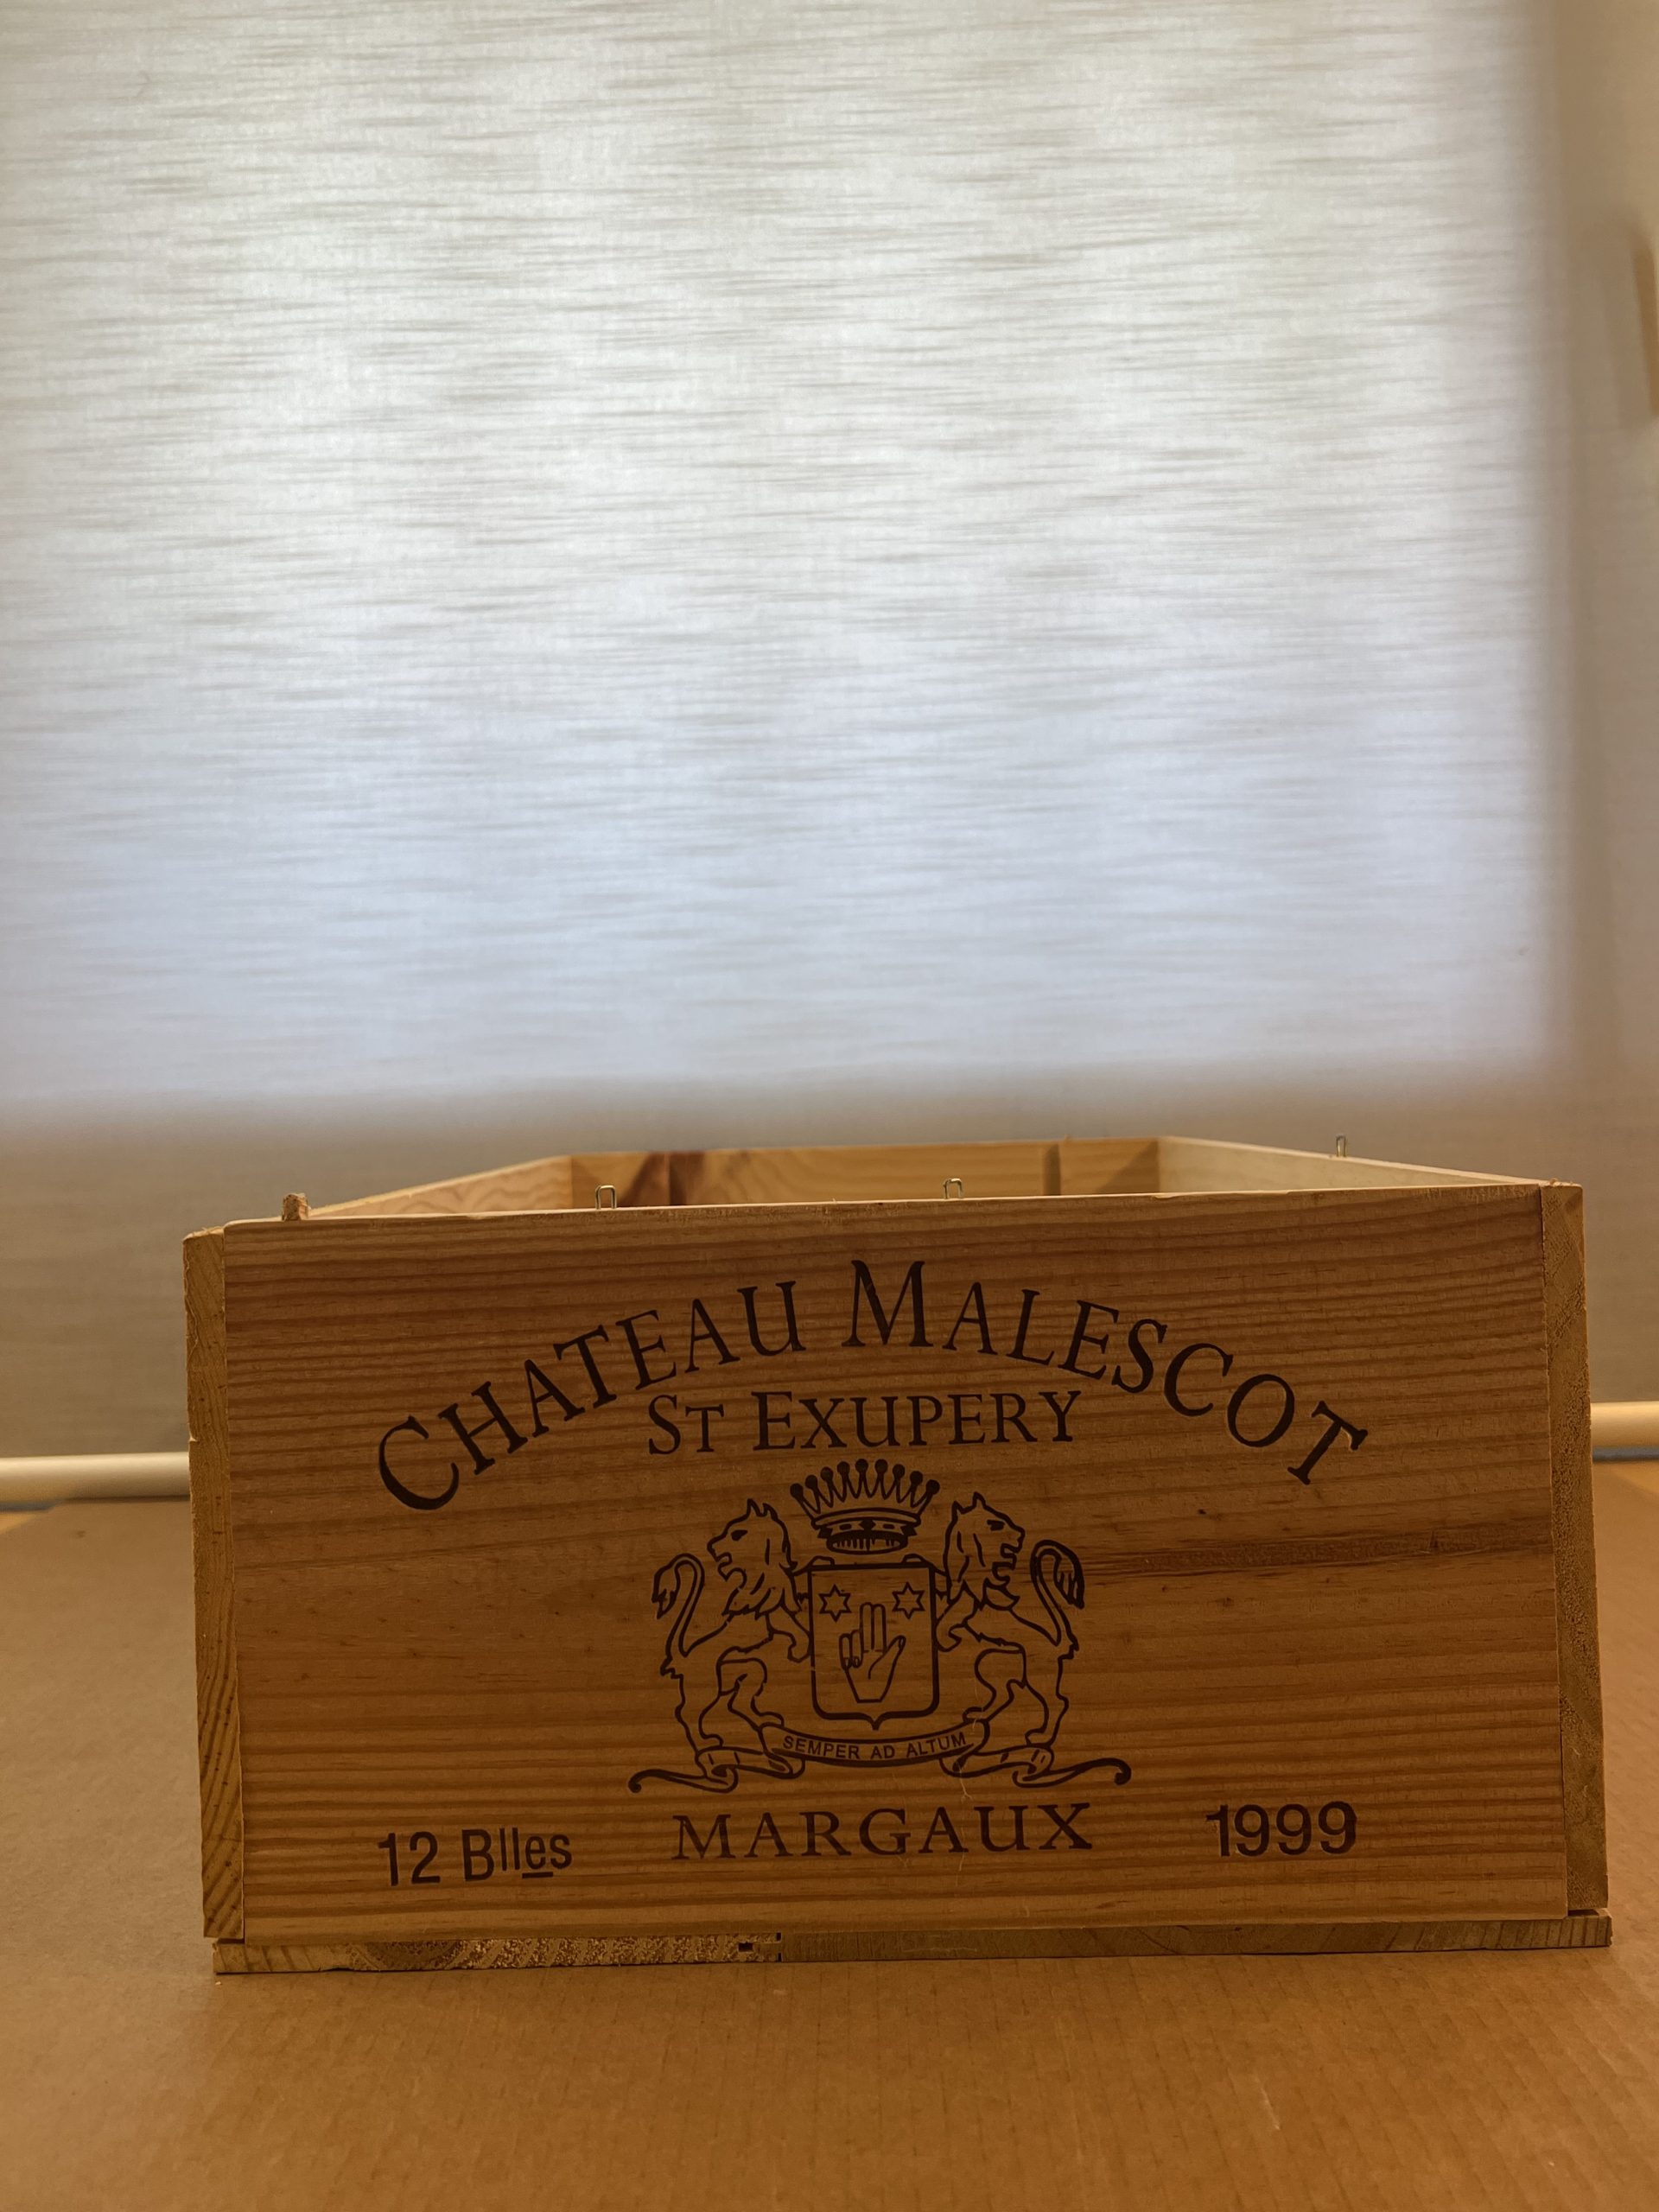 CHATEAU MALESCOT
ST EXUPERY
SEMPER AD ALTUM
12 Blles MARGAUX 1999